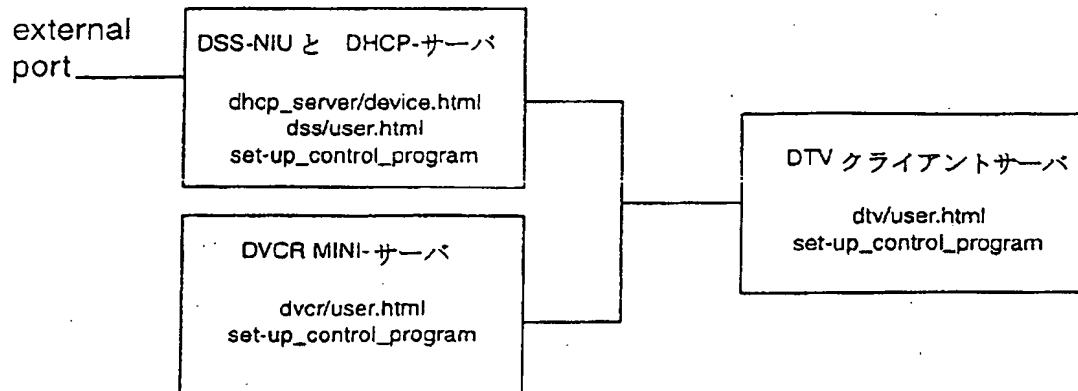 external
port
DSS-NIU と DHCP-サーバ
dhcp_server/device.html
dss/user.html
set-up_control_program
DVCR MINI-サーバ
dvcr/user.html
set-up_control_program
DTV クライアントサーバ
dtv/user.html
set-up_control_program